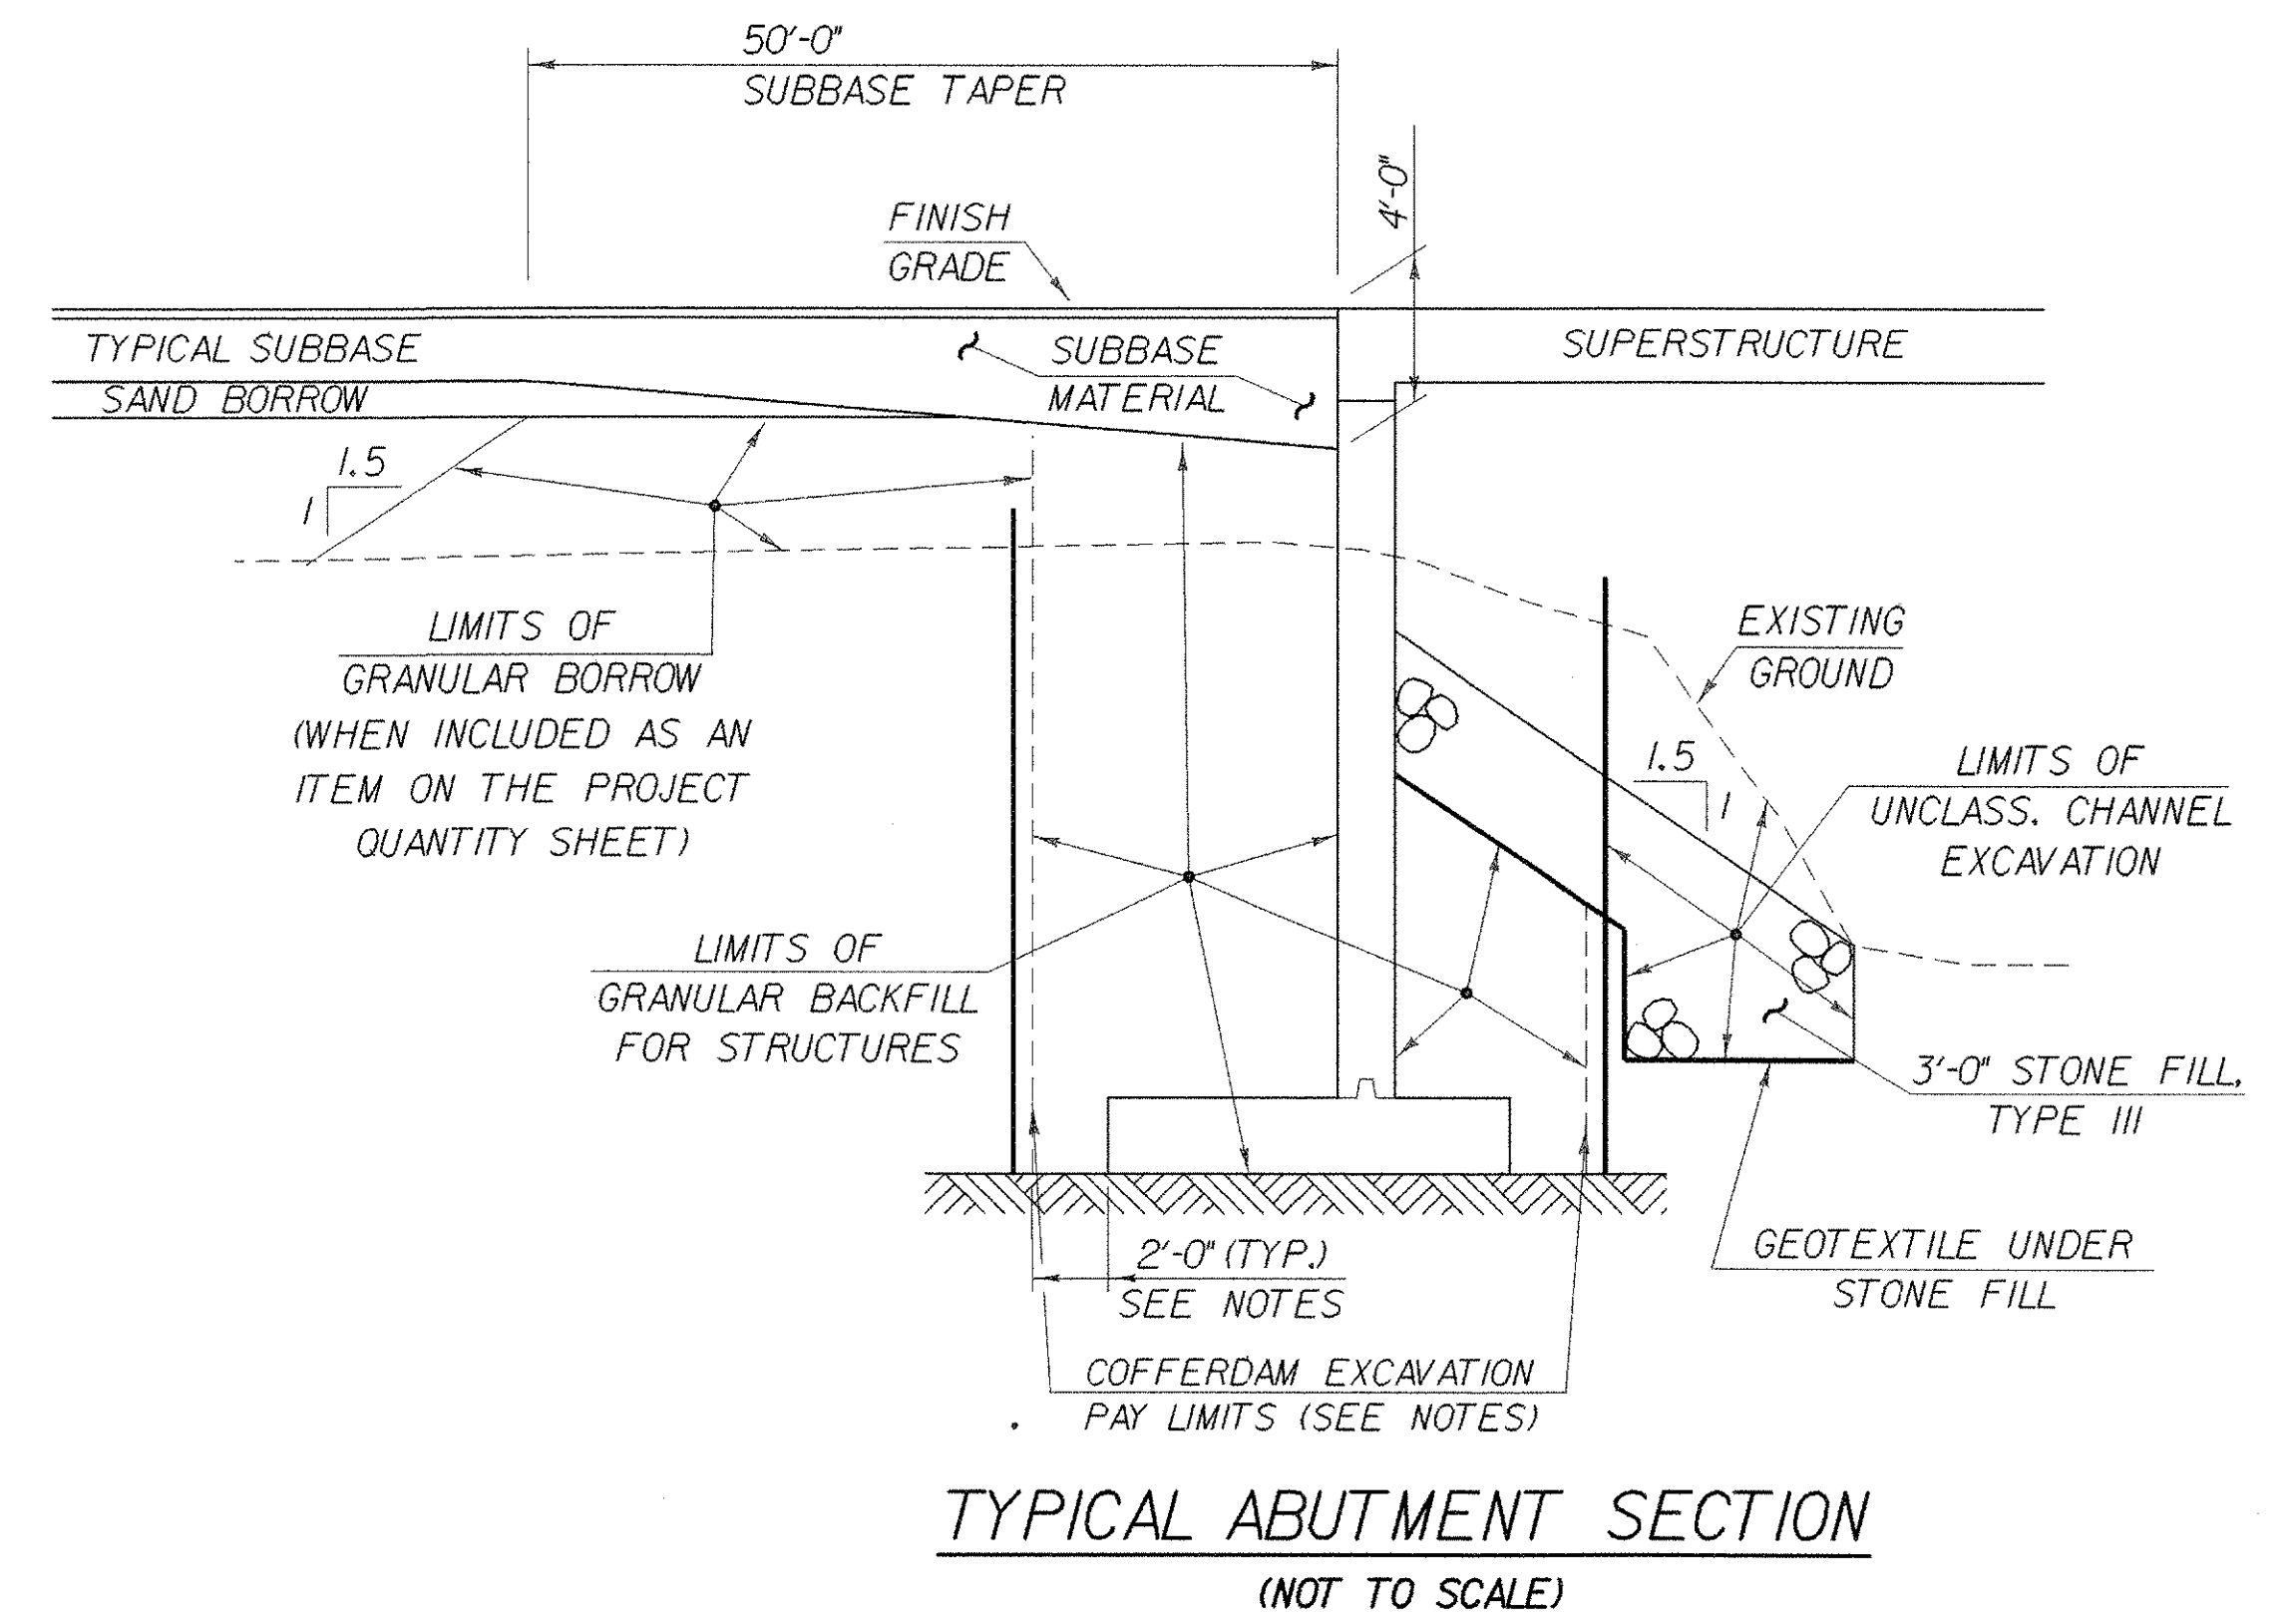 50'-0"
SUBBASE TAPER
4'-0"
FINISH
GRADE
TYPICAL SUBBASE
SAND BORROW
SUBBASE
MATERIAL
SUPERSTRUCTURE
1.5
1
LIMITS OF
GRANULAR BORROW
(WHEN INCLUDED AS AN
ITEM ON THE PROJECT
QUANTITY SHEET)
EXISTING
GROUND
1.5
1
LIMITS OF
UNCLASS. CHANNEL
EXCAVATION
LIMITS OF
GRANULAR BACKFILL
FOR STRUCTURES
3'-0" STONE FILL,
TYPE III
2'-0" (TYP.)
SEE NOTES
GEOTEXTILE UNDER
STONE FILL
COFFERDAM EXCAVATION
PAY LIMITS (SEE NOTES)
TYPICAL ABUTMENT SECTION
(NOT TO SCALE)